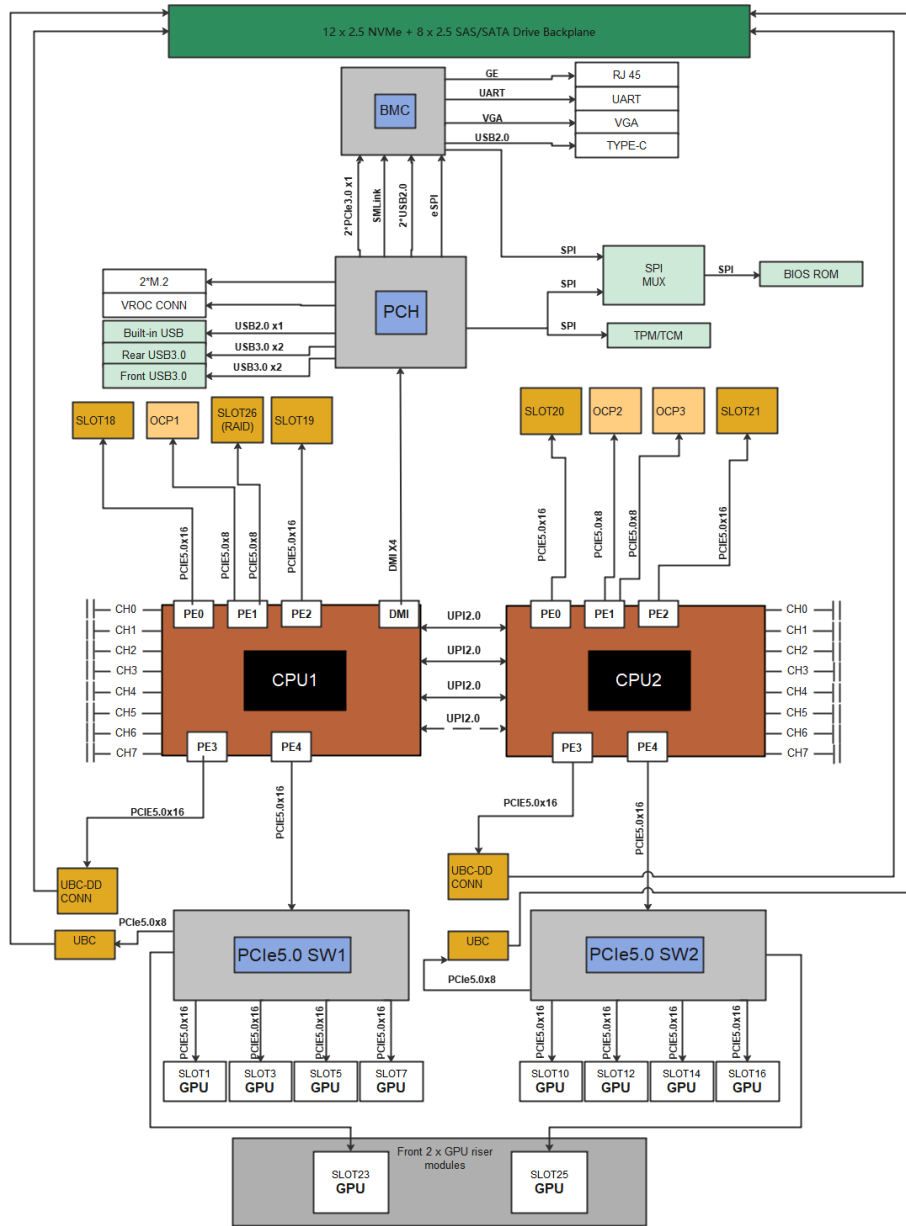 12 x 2.5 NVMe + 8 x 2.5 SAS/SATA Drive Backplane
BMC
GE
UART
VGA
USB2.0
RJ 45
UART
VGA
TYPE-C
2*PCIe3.0 x1
SMLink
2*USB2.0
eSPI
PCH
2*M.2
VROC CONN
Built-in USB
Rear USB3.0
Front USB3.0
USB2.0 x1
USB3.0 x2
USB3.0 x2
SPI
SPI
SPI
SPI
MUX
SPI
BIOS ROM
TPM/TCM
SLOT18
OCP1
SLOT26
(RAID)
SLOT19
SLOT20
OCP2
OCP3
SLOT21
PCIE5.0x16
PCIE5.0x8
PCIE5.0x8
PCIE5.0x16
DMI X4
PCIE5.0x16
PCIE5.0x8
PCIE5.0x8
PCIE5.0x16
PE0
PE1
PE2
DMI
PE0
PE1
PE2
CH0
CH1
CH2
CH3
CH4
CH5
CH6
CH7
CPU1
UPI2.0
UPI2.0
UPI2.0
UPI2.0
CPU2
CH0
CH1
CH2
CH3
CH4
CH5
CH6
CH7
PE3
PE4
PE3
PE4
PCIE5.0x16
PCIE5.0x16
PCIE5.0x16
PCIE5.0x16
UBC-DD
CONN
UBC-DD
CONN
UBC
PCIe5.0x8
PCIe5.0 SW1
UBC
PCIe5.0x8
PCIe5.0 SW2
PCIE5.0x16
PCIE5.0x16
PCIE5.0x16
PCIE5.0x16
PCIE5.0x16
PCIE5.0x16
PCIE5.0x16
PCIE5.0x16
SLOT1
GPU
SLOT3
GPU
SLOT5
GPU
SLOT7
GPU
SLOT10
GPU
SLOT12
GPU
SLOT14
GPU
SLOT16
GPU
Front 2 x GPU riser
modules
SLOT23
GPU
SLOT25
GPU